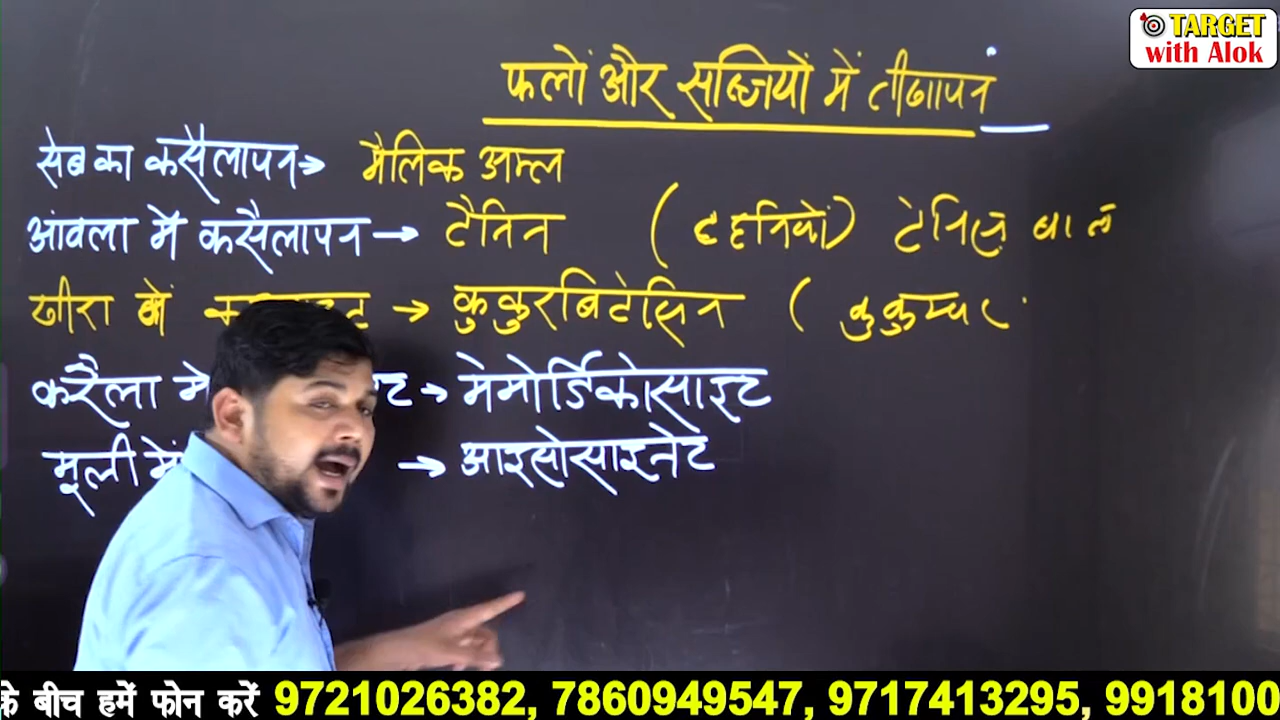 TARGET
with Alok
फलों और सब्जियों में तीखापन
सेब का कसैलापन → मैलिक अम्ल
आंवला में कसैलापन → टैनिन ( टहनियों) टेनिस वाल
खीरा में → कुकुरबिटेसिन ( कुकुम्बर
करैला मे → मेमोर्डिकोसाइट
मूली में → आइसोसाइनेट
के बीच हमें फोन करें 9721026382, 7860949547, 9717413295, 9918100